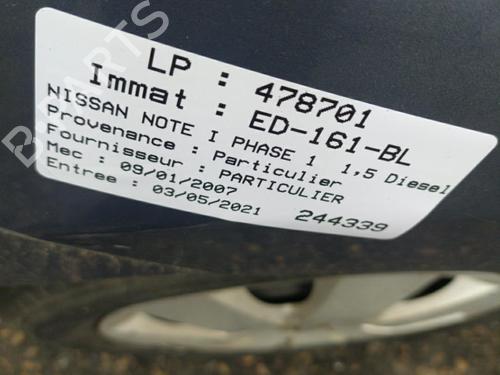 LP : 478701
Immat : ED-161-BL
NISSAN NOTE I PHASE 1 1,5 Diesel
Provenance : Particulier
Fournisseur : PARTICULIER
Mec : 09/01/2007
Entree : 03/05/2021 244339